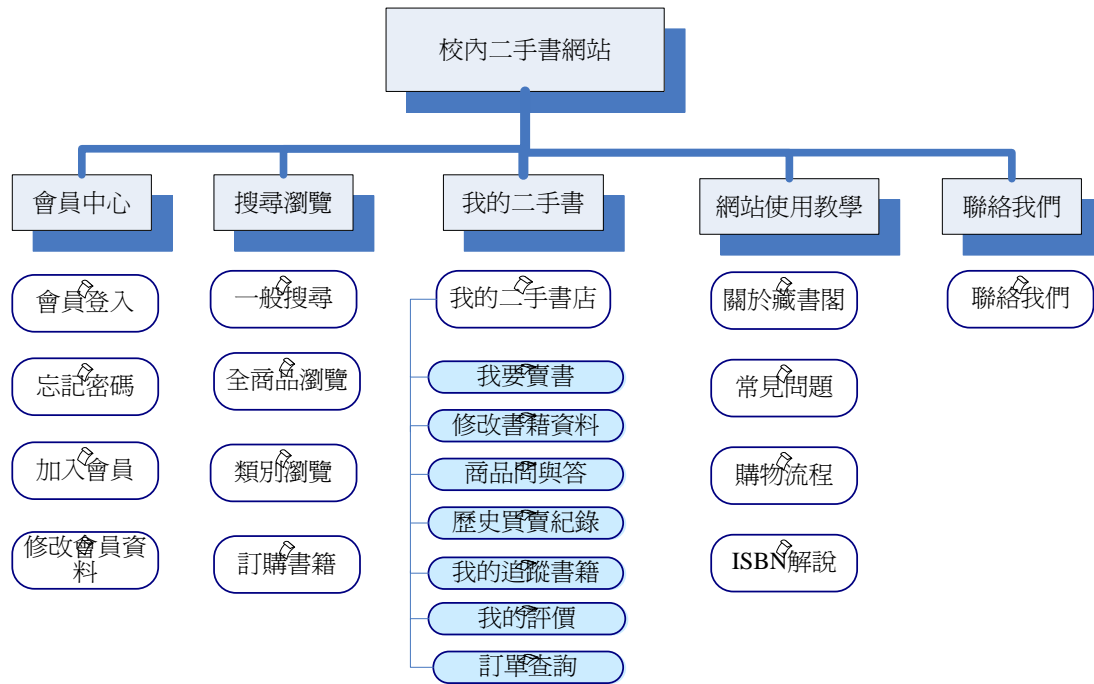 校內二手書網站
會員中心
搜尋瀏覽
我的二手書
網站使用教學
聯絡我們
會員登入
忘記密碼
加入會員
修改會員資
料
一般搜尋
全商品瀏覽
類別瀏覽
訂購書籍
我的二手書店
我要賣書
修改書籍資料
商品問與答
歷史買賣紀錄
我的追蹤書籍
我的評價
訂單查詢
關於藏書閣
常見問題
購物流程
ISBN解說
聯絡我們